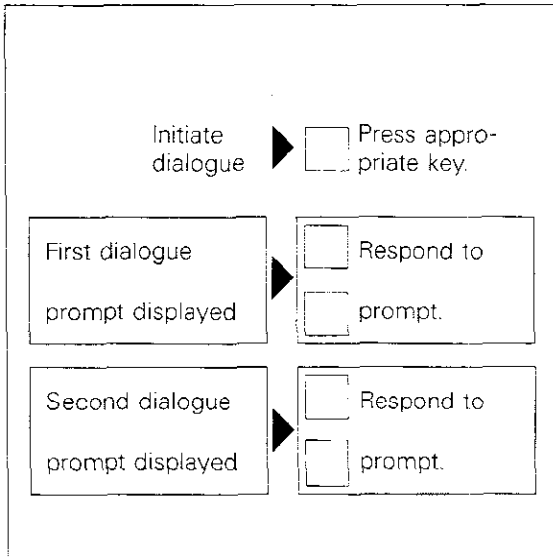 Initiate
dialogue
Press appro-
priate key.
First dialogue
prompt displayed
Respond to
prompt.
Second dialogue
prompt displayed
Respond to
prompt.